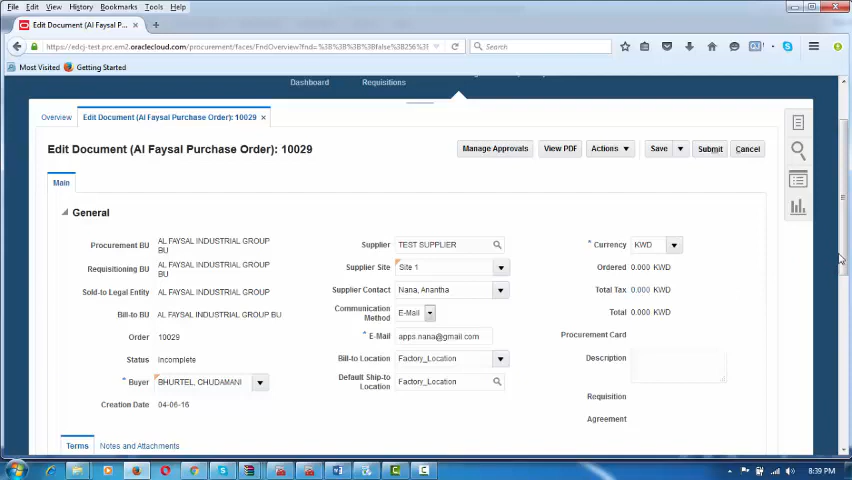 File Edit View History Bookmarks Tools Help
Edit Document (Al Faysal P...
https://edcj-test.prc.em2.oraclecloud.com/procurement/faces/FndOverview?fnd=%3B%3B%3B%3Bfalse%3B256%3B
Search
Most Visited Getting Started
Dashboard Requisitions
Overview Edit Document (Al Faysal Purchase Order): 10029
Edit Document (Al Faysal Purchase Order): 10029
Manage Approvals View PDF Actions Save Submit Cancel
Main
General
Procurement BU AL FAYSAL INDUSTRIAL GROUP BU
Requisitioning BU AL FAYSAL INDUSTRIAL GROUP BU
Sold-to Legal Entity AL FAYSAL INDUSTRIAL GROUP
Bill-to BU AL FAYSAL INDUSTRIAL GROUP BU
Order 10029
Status Incomplete
* Buyer BHURTEL, CHUDAMANI
Creation Date 04-06-16
Supplier TEST SUPPLIER
Supplier Site Site 1
Supplier Contact Nana, Anantha
Communication Method E-Mail
* E-Mail apps.nana@gmail.com
Bill-to Location Factory_Location
Default Ship-to Location Factory_Location
* Currency KWD
Ordered 0.000 KWD
Total Tax 0.000 KWD
Total 0.000 KWD
Procurement Card
Description
Requisition
Agreement
Terms Notes and Attachments
8:39 PM